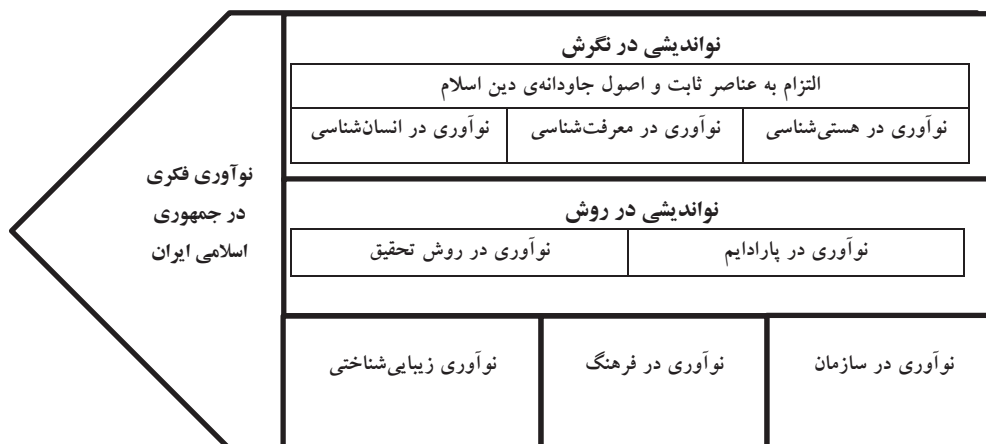 نواندیشی در نگرش
التزام به عناصر ثابت و اصول جاودانه‌ی دین اسلام
نوآوری در هستی‌شناسی
نوآوری در معرفت‌شناسی
نوآوری در انسان‌شناسی
نواندیشی در روش
نوآوری در پارادایم
نوآوری در روش تحقیق
نوآوری در سازمان
نوآوری در فرهنگ
نوآوری زیبایی‌شناختی
نوآوری فکری
در جمهوری
اسلامی ایران